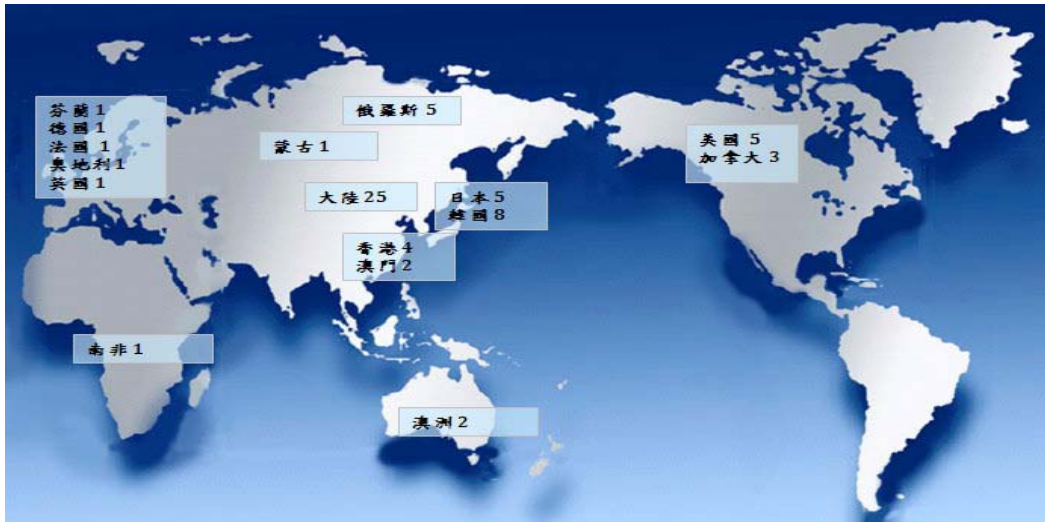 芬蘭 1
德國 1
法國 1
奧地利 1
英國 1
俄羅斯 5
蒙古 1
大陸 25
日本 5
韓國 8
香港 4
澳門 2
美國 5
加拿大 3
南非 1
澳洲 2